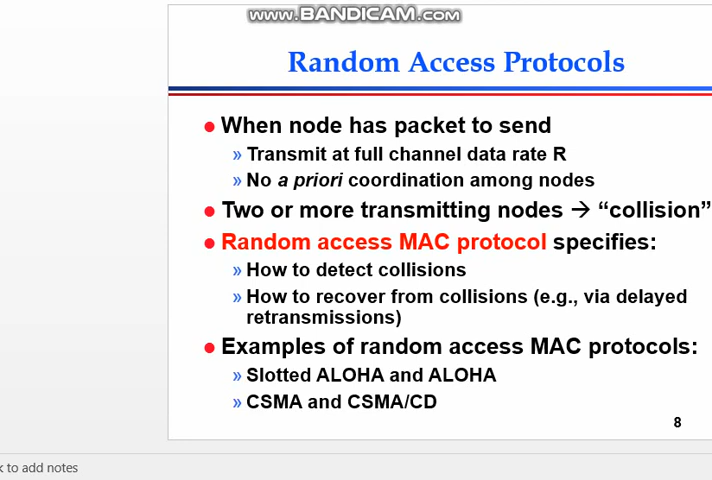 www.BANDICAM.com
Random Access Protocols
● When node has packet to send
» Transmit at full channel data rate R
» No a priori coordination among nodes
● Two or more transmitting nodes → “collision”
● Random access MAC protocol specifies:
» How to detect collisions
» How to recover from collisions (e.g., via delayed
retransmissions)
● Examples of random access MAC protocols:
» Slotted ALOHA and ALOHA
» CSMA and CSMA/CD
8
to add notes